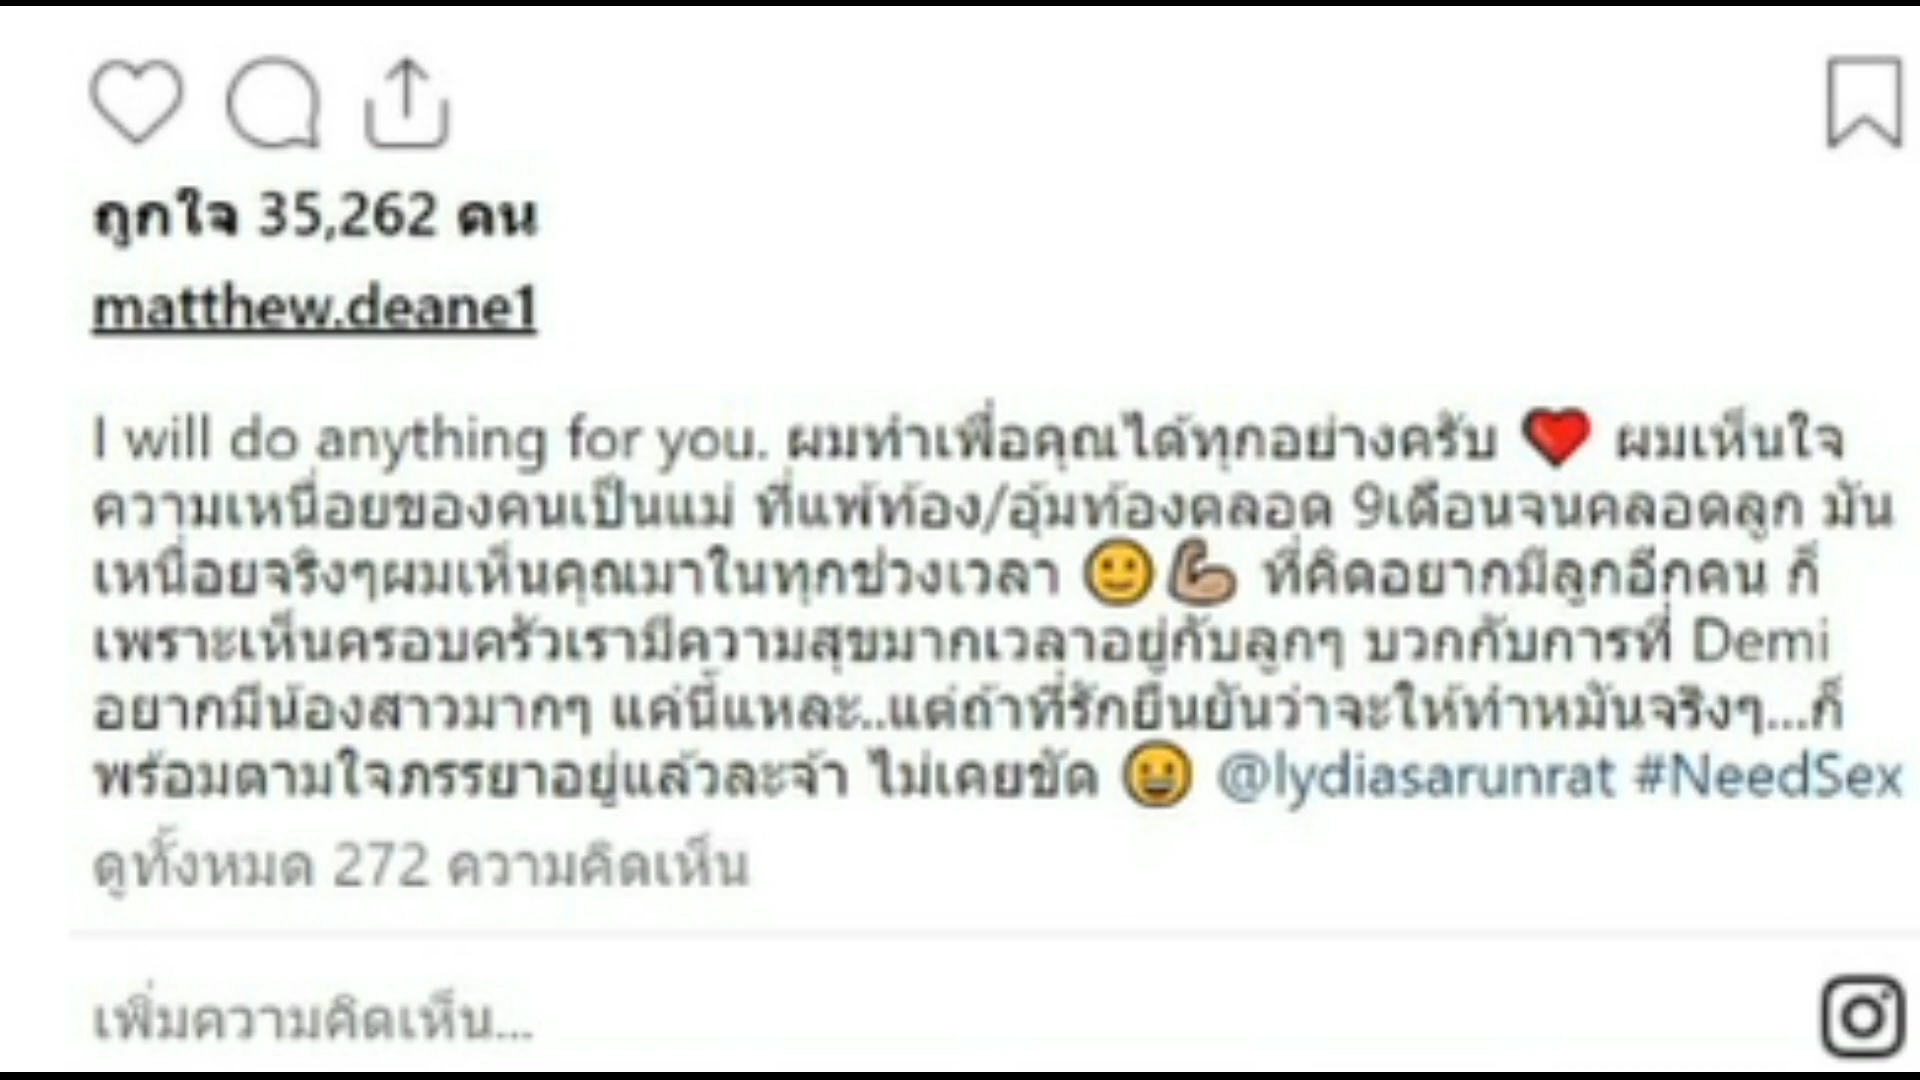 ถูกใจ 35,262 คน
matthew.deane1
I will do anything for you. ผมทำเพื่อคุณได้ทุกอย่างครับ ❤️ ผมเห็นใจ
ความเหนื่อยของคนเป็นแม่ ที่แพ้ท้อง/อุ้มท้องตลอด 9เดือนจนคลอดลูก มัน
เหนื่อยจริงๆผมเห็นคุณมาในทุกช่วงเวลา 🙂💪🏼 ที่คิดอยากมีลูกอีกคน ก็
เพราะเห็นครอบครัวเรามีความสุขมากเวลาอยู่กับลูกๆ บวกกับการที่ Demi
อยากมีน้องสาวมากๆ แค่นี้แหละ..แต่ถ้าที่รักยืนยันว่าจะให้ทำหมันจริงๆ...ก็
พร้อมตามใจภรรยาอยู่แล้วละจ้า ไม่เคยขัด 😀 @lydiasarunrat #NeedSex
ดูทั้งหมด 272 ความคิดเห็น
เพิ่มความคิดเห็น...